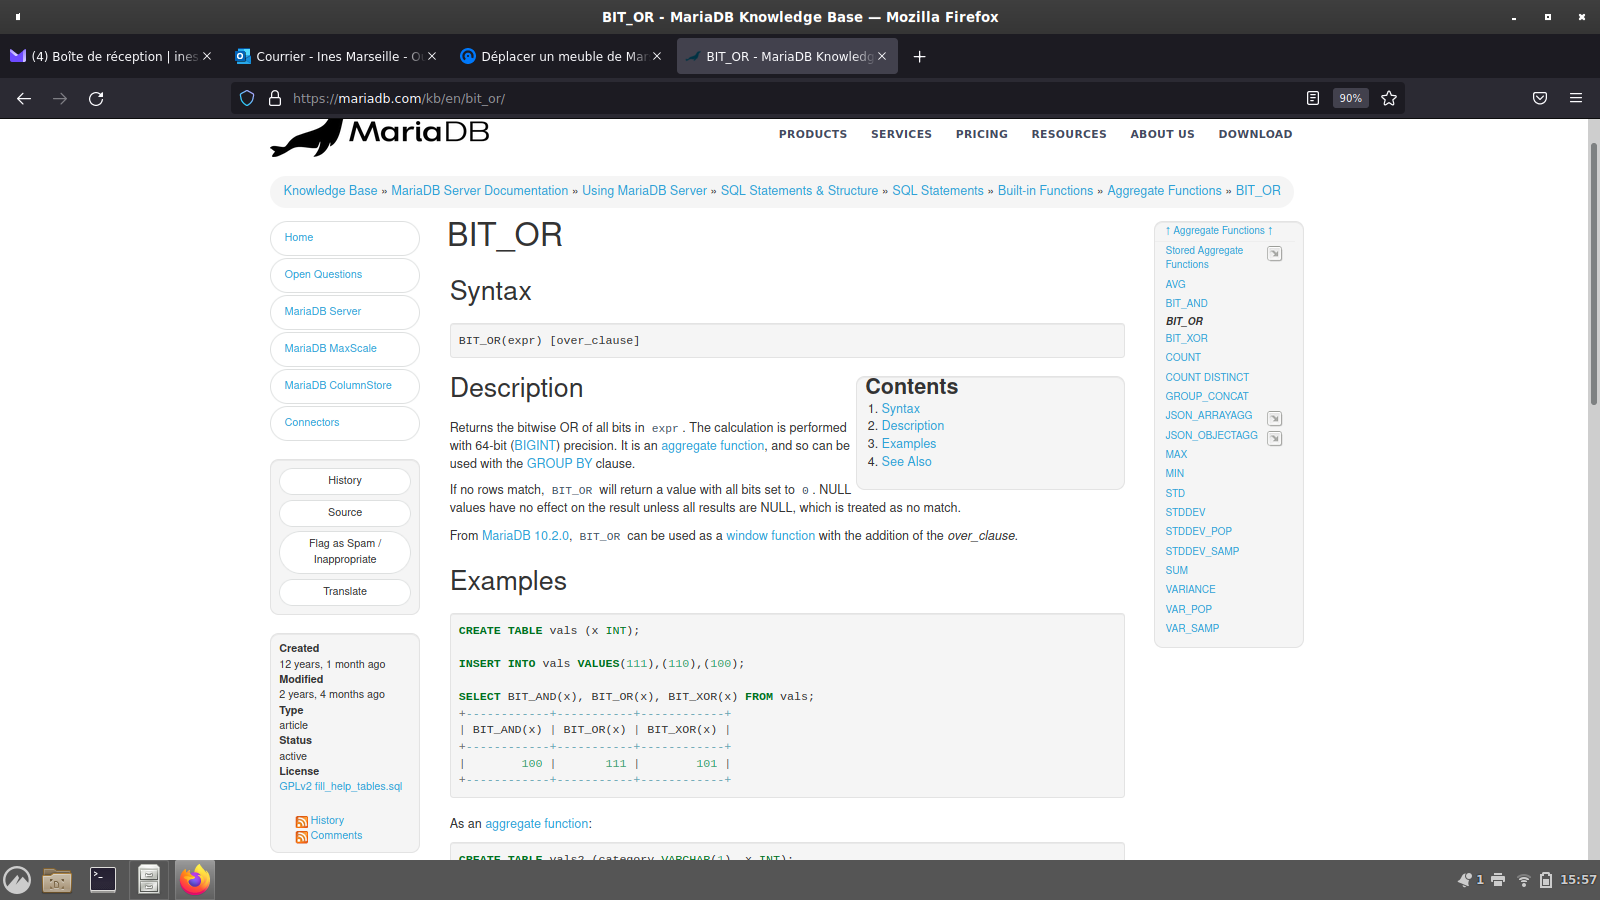 BIT_OR - MariaDB Knowledge Base — Mozilla Firefox
(4) Boîte de réception | ines
Courrier - Ines Marseille - O
Déplacer un meuble de Mar
BIT_OR - MariaDB Knowledg
https://mariadb.com/kb/en/bit_or/
90%
MariaDB
PRODUCTS SERVICES PRICING RESOURCES ABOUT US DOWNLOAD
Knowledge Base » MariaDB Server Documentation » Using MariaDB Server » SQL Statements & Structure » SQL Statements » Built-in Functions » Aggregate Functions » BIT_OR
Home
Open Questions
MariaDB Server
MariaDB MaxScale
MariaDB ColumnStore
Connectors
History
Source
Flag as Spam /
Inappropriate
Translate
Created
12 years, 1 month ago
Modified
2 years, 4 months ago
Type
article
Status
active
License
GPLv2 fill_help_tables.sql
History
Comments
BIT_OR
Syntax
BIT_OR(expr) [over_clause]
Description
Returns the bitwise OR of all bits in expr. The calculation is performed
with 64-bit (BIGINT) precision. It is an aggregate function, and so can be
used with the GROUP BY clause.
If no rows match, BIT_OR will return a value with all bits set to 0. NULL
values have no effect on the result unless all results are NULL, which is treated as no match.
From MariaDB 10.2.0, BIT_OR can be used as a window function with the addition of the over_clause.
Contents
1. Syntax
2. Description
3. Examples
4. See Also
Examples
CREATE TABLE vals (x INT);
INSERT INTO vals VALUES(111),(110),(100);
SELECT BIT_AND(x), BIT_OR(x), BIT_XOR(x) FROM vals;
+------------+-----------+------------+
| BIT_AND(x) | BIT_OR(x) | BIT_XOR(x) |
+------------+-----------+------------+
|        100 |       111 |        101 |
+------------+-----------+------------+
As an aggregate function:
CREATE TABLE vals2 (category VARCHAR(1), x INT);
↑ Aggregate Functions ↑
Stored Aggregate
Functions
AVG
BIT_AND
BIT_OR
BIT_XOR
COUNT
COUNT DISTINCT
GROUP_CONCAT
JSON_ARRAYAGG
JSON_OBJECTAGG
MAX
MIN
STD
STDDEV
STDDEV_POP
STDDEV_SAMP
SUM
VARIANCE
VAR_POP
VAR_SAMP
1
15:57